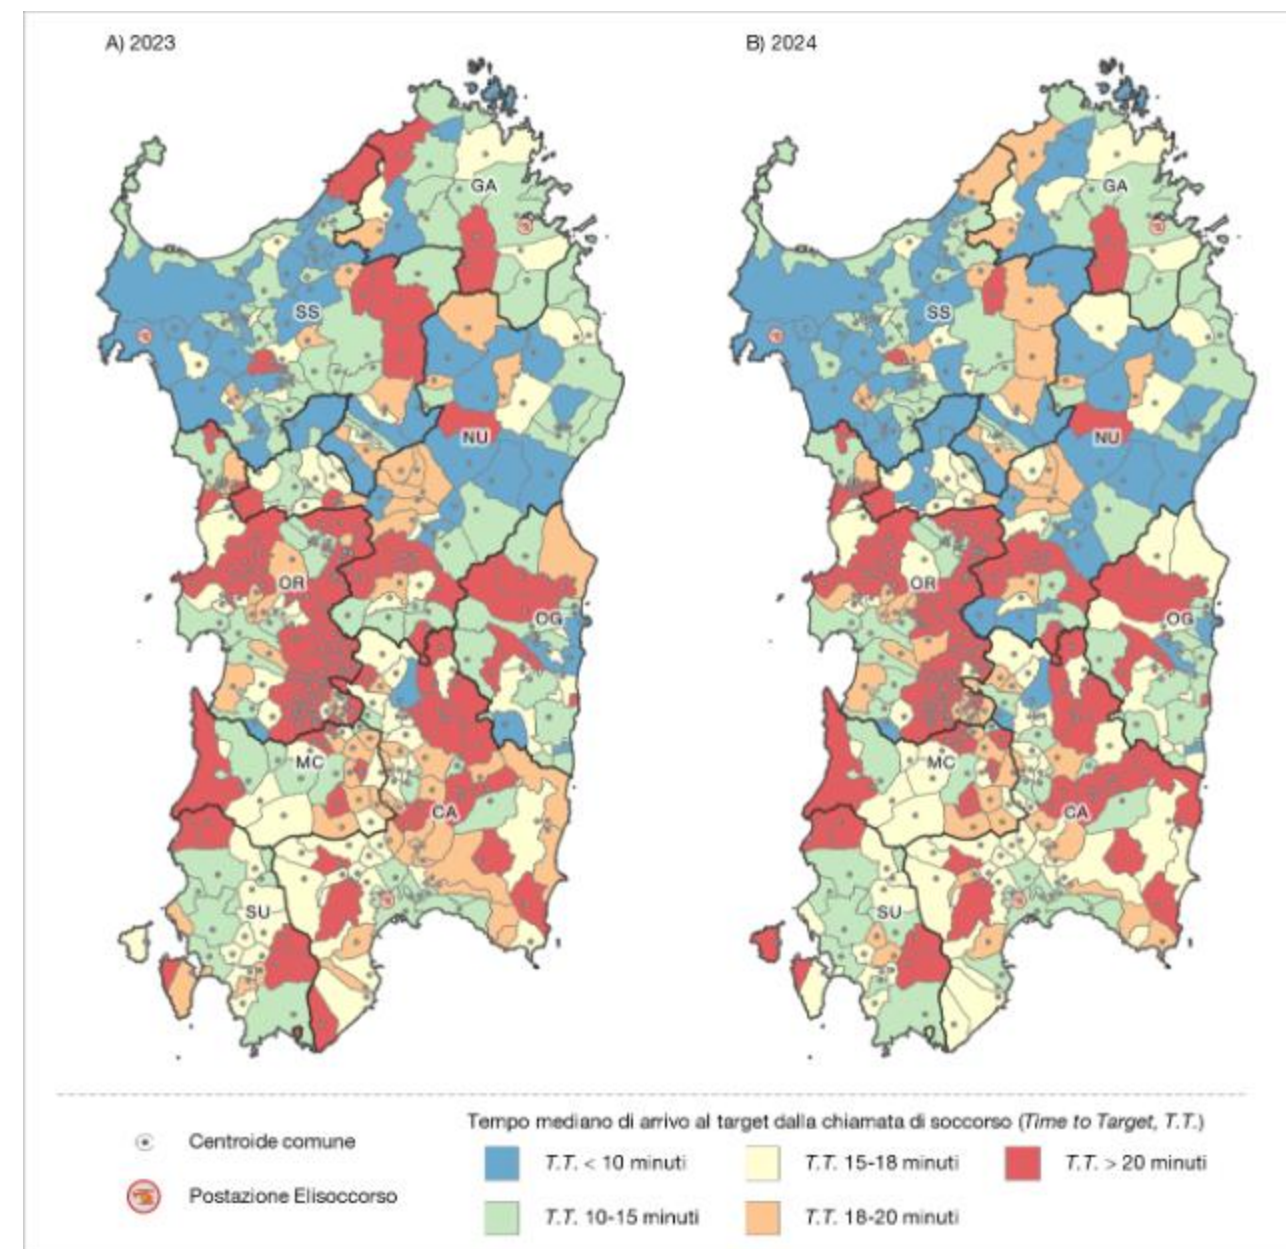 A) 2023
B) 2024
GA
SS
NU
OR
OG
MC
CA
SU
GA
SS
NU
OR
OG
MC
CA
SU
Tempo mediano di arrivo al target dalla chiamata di soccorso (Time to Target, T.T.)
Centroide comune
T.T. < 10 minuti
T.T. 15-18 minuti
T.T. > 20 minuti
Postazione Elisoccorso
T.T. 10-15 minuti
T.T. 18-20 minuti